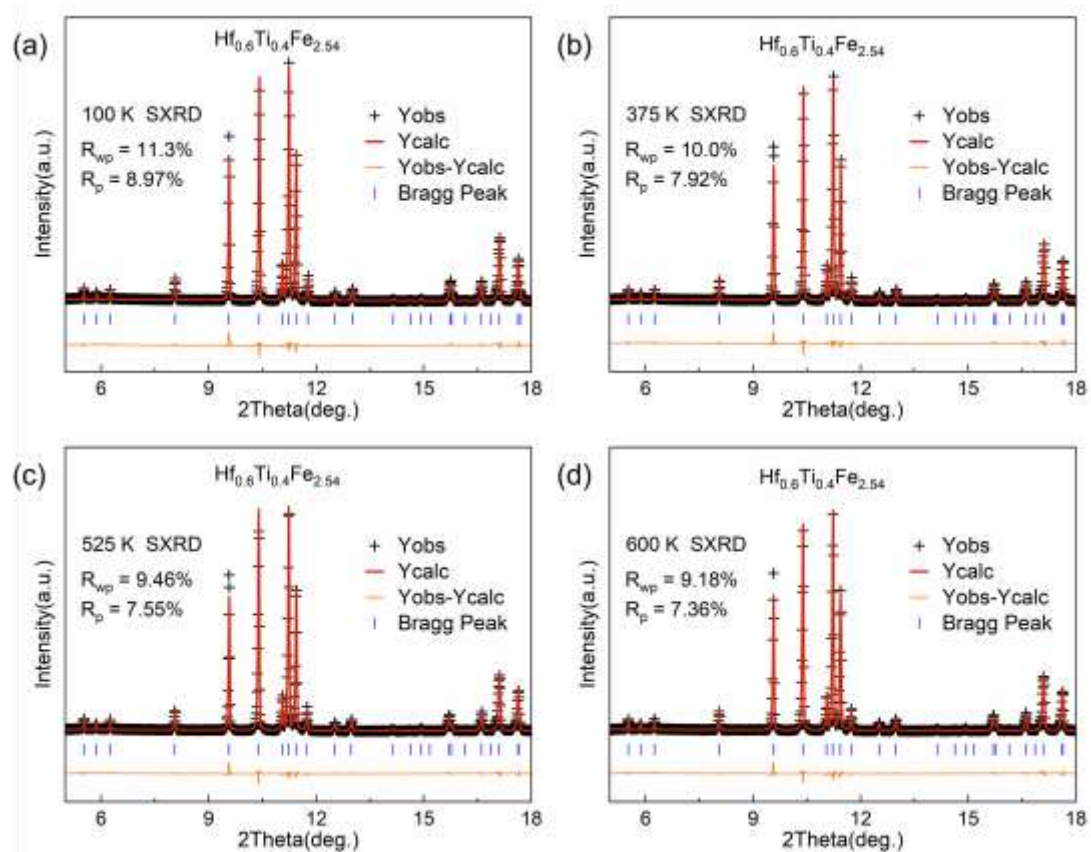 (a)
Hf0.6Ti0.4Fe2.54
100 K SXRD
Rwp = 11.3%
Rp = 8.97%
Yobs
Ycalc
Yobs-Ycalc
Bragg Peak
Intensity(a.u.)
6 9 12 15 18
2Theta(deg.)
(b)
Hf0.6Ti0.4Fe2.54
375 K SXRD
Rwp = 10.0%
Rp = 7.92%
Yobs
Ycalc
Yobs-Ycalc
Bragg Peak
Intensity(a.u.)
6 9 12 15 18
2Theta(deg.)
(c)
Hf0.6Ti0.4Fe2.54
525 K SXRD
Rwp = 9.46%
Rp = 7.55%
Yobs
Ycalc
Yobs-Ycalc
Bragg Peak
Intensity(a.u.)
6 9 12 15 18
2Theta(deg.)
(d)
Hf0.6Ti0.4Fe2.54
600 K SXRD
Rwp = 9.18%
Rp = 7.36%
Yobs
Ycalc
Yobs-Ycalc
Bragg Peak
Intensity(a.u.)
6 9 12 15 18
2Theta(deg.)